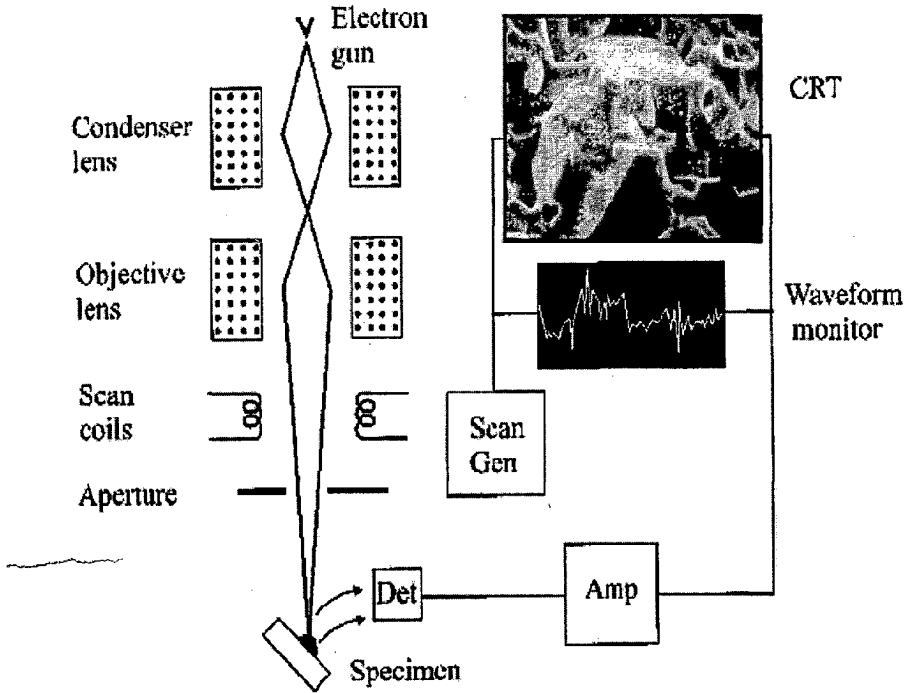 Electron
gun
CRT
Condenser
lens
Objective
lens
Waveform
monitor
Scan
coils
Scan
Gen
Aperture
Det
Amp
Specimen